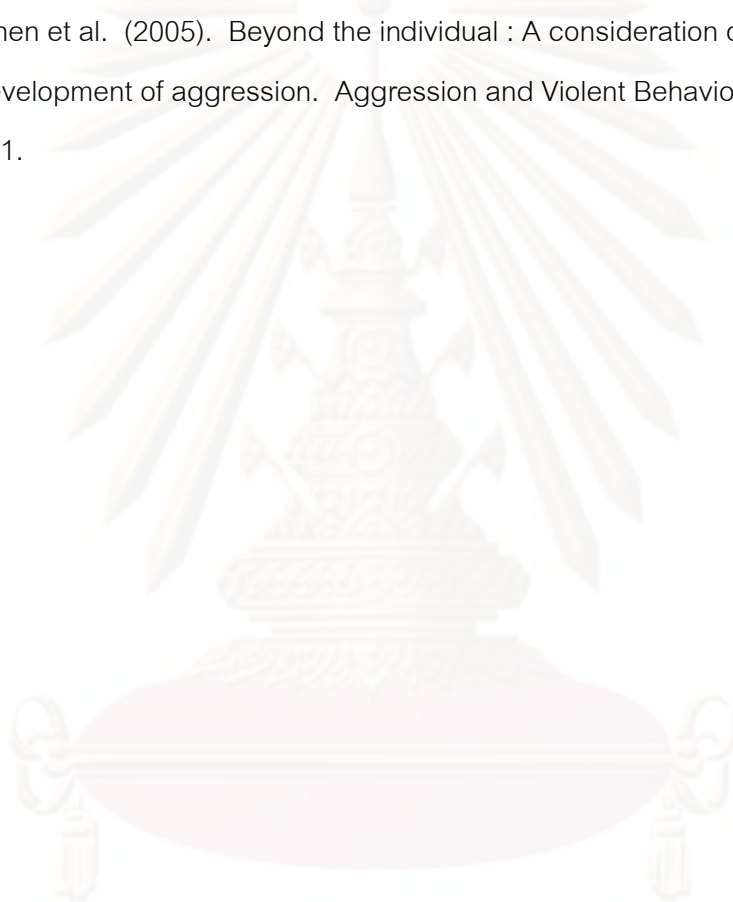 hen et al. (2005). Beyond the individual : A consideration
velopment of aggression. Aggression and Violent Behavio
1.